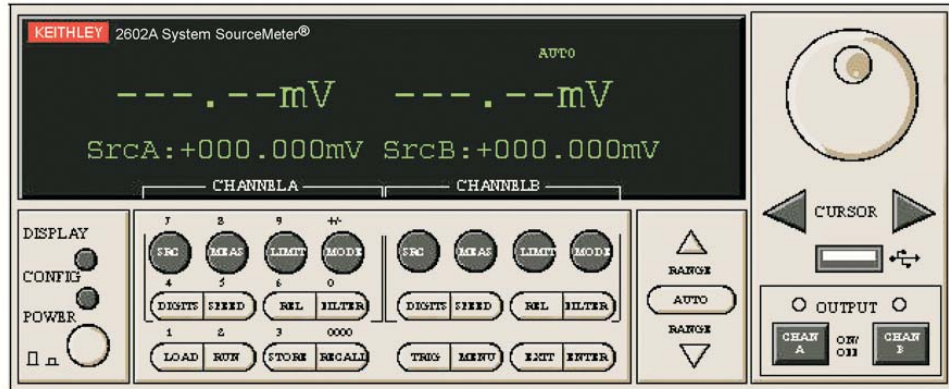 KEITHLEY 2602A System SourceMeter®
AUTO
---.--mV ---.--mV
SrcA:+000.000mV SrcB:+000.000mV
CHANNELA CHANNELB
DISPLAY
CONFIG
POWER
7 8 9 +/-
SRC MEAS LIMIT MODE SRC MEAS LIMIT MODE
4 5 6 0
DIGITS SPEED REL FILTER DIGITS SPEED REL FILTER
1 2 3 0000
LOAD RUN STORE RECALL TRIG MENU EXIT ENTER
RANGE
AUTO
RANGE
CURSOR
OUTPUT
CHAN A ON/OFF CHAN B